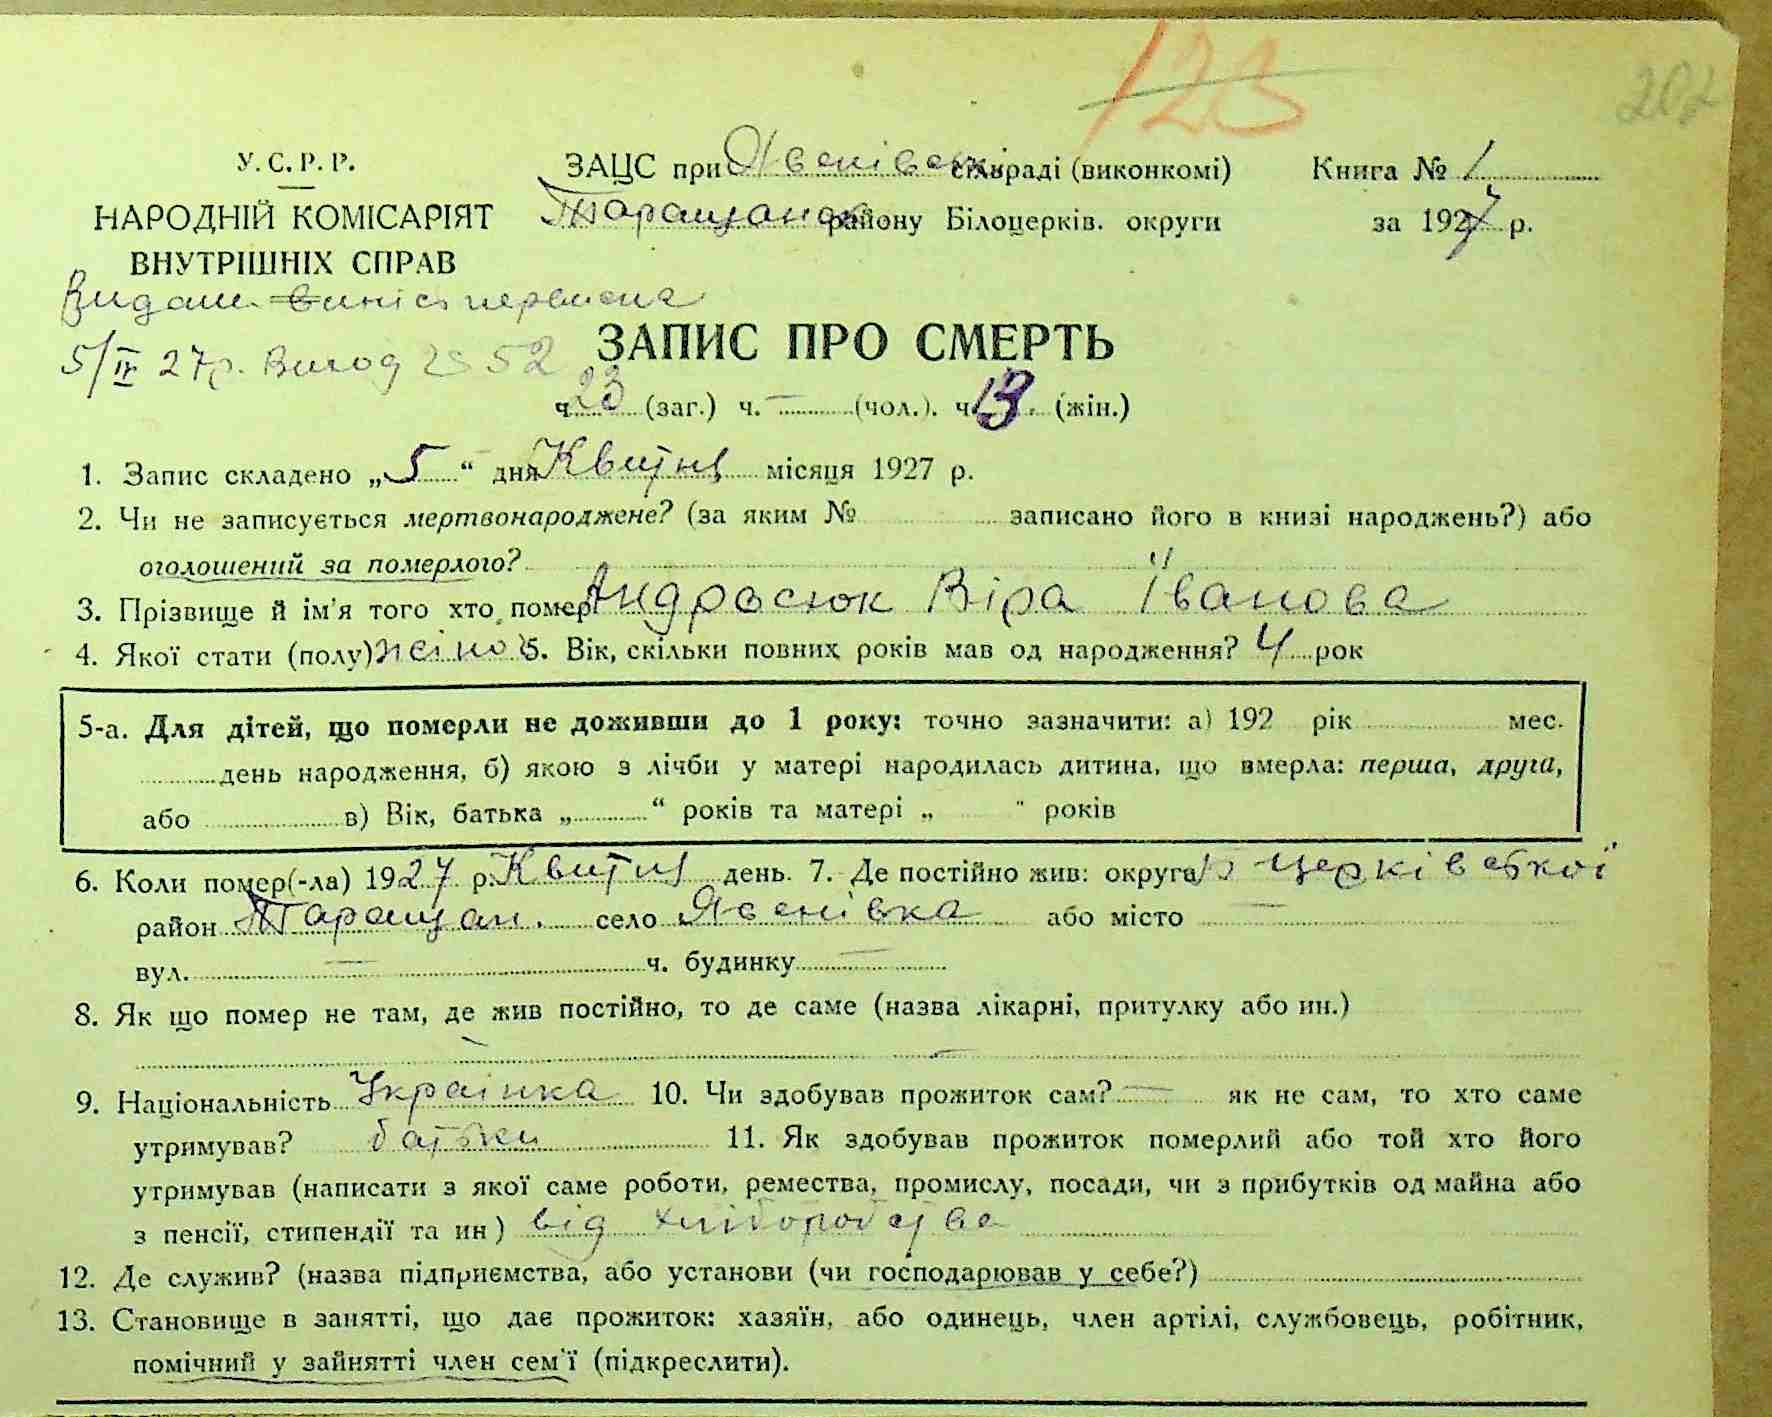 123
202
У.С.Р.Р.
НАРОДНІЙ КОМІСАРІЯТ
ВНУТРІШНІХ СПРАВ
ЗАЦС при Ясенівськ. сільраді (виконкомі)
Таращанськ. району Білоцерків. округи
Книга № 1
за 1927 р.
Видана
5/IV 27р. 52
ЗАПИС ПРО СМЕРТЬ
ч. 23 (заг.) ч. — (чол.). ч. 13. (жін.)
1. Запис складено „5“ дня Квітня місяця 1927 р.
2. Чи не записується мертвонароджене? (за яким № записано його в книзі народжень?) або
оголошений за померлого?
3. Прізвище й ім'я того хто помер Андросюк Віра Іванова
4. Якої стати (полу) жіно 5. Вік, скільки повних років мав од народження? 4 рок
5-а. Для дітей, що померли не доживши до 1 року: точно зазначити: а) 192 рік мес.
день народження, б) якою з лічби у матері народилась дитина, що вмерла: перша, друга,
або в) Вік, батька „ “ років та матері „ " років
6. Коли помер(-ла) 1927 р. Квітня день. 7. Де постійно жив: округа Б Церківської
район Таращан. село Ясенівка або місто —
вул. — ч. будинку —
8. Як що помер не там, де жив постійно, то де саме (назва лікарні, притулку або ин.)
9. Національність Українка 10. Чи здобував прожиток сам? — як не сам, то хто саме
утримував? батьки 11. Як здобував прожиток померлий або той хто його
утримував (написати з якої саме роботи, ремества, промислу, посади, чи з прибутків од майна або
з пенсії, стипендії та ин) від хліборобства
12. Де служив? (назва підприємства, або установи (чи господарював у себе?)
13. Становище в занятті, що дає прожиток: хазяїн, або одинець, член артілі, службовець, робітник,
помічний у зайнятті член сем'ї (підкреслити).